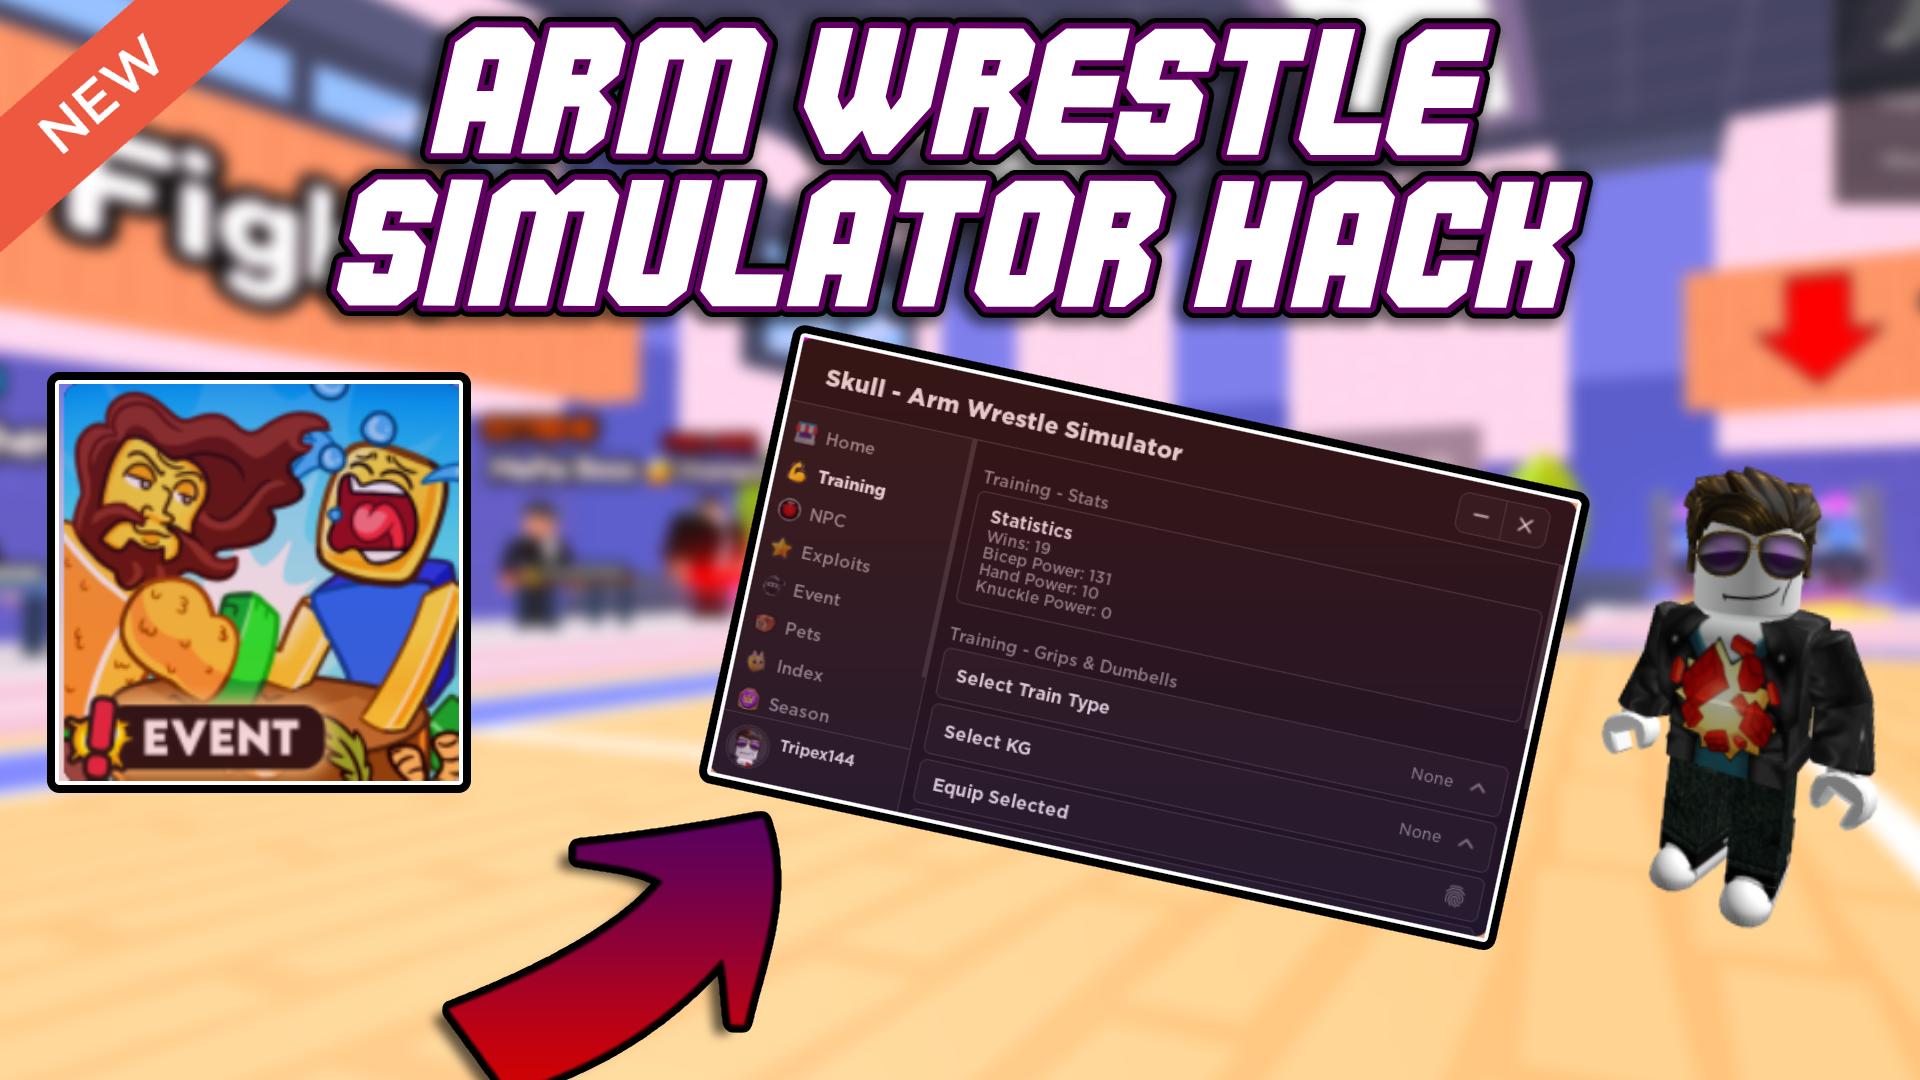 NEW
ARM WRESTLE
SIMULATOR HACK
EVENT
Skull - Arm Wrestle Simulator
Home
Training
NPC
Exploits
Event
Pets
Index
Season
Tripex144
Training - Stats
Statistics
Wins: 19
Bicep Power: 131
Hand Power: 10
Knuckle Power: 0
Training - Grips & Dumbells
Select Train Type
None
Select KG
None
Equip Selected